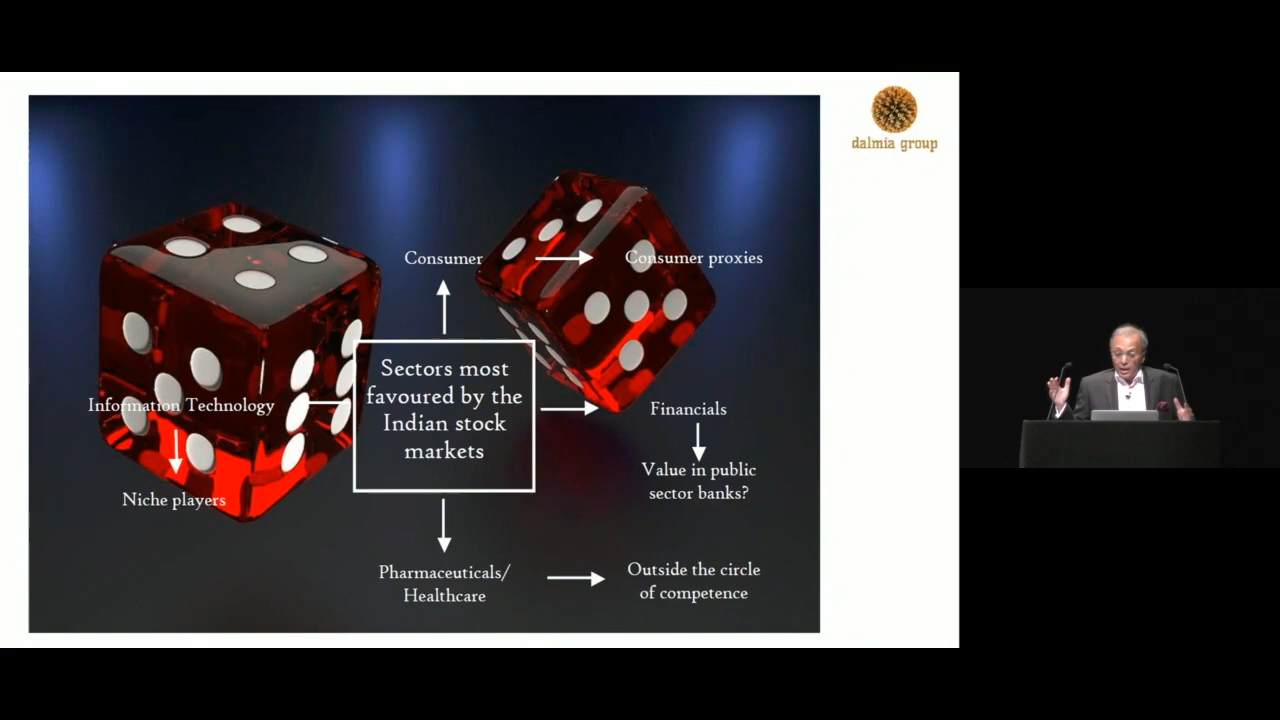 dalmia group
Consumer
Consumer proxies
Sectors most
favoured by the
Indian stock
markets
Information Technology
Niche players
Financials
Value in public
sector banks?
Pharmaceuticals/
Healthcare
Outside the circle
of competence